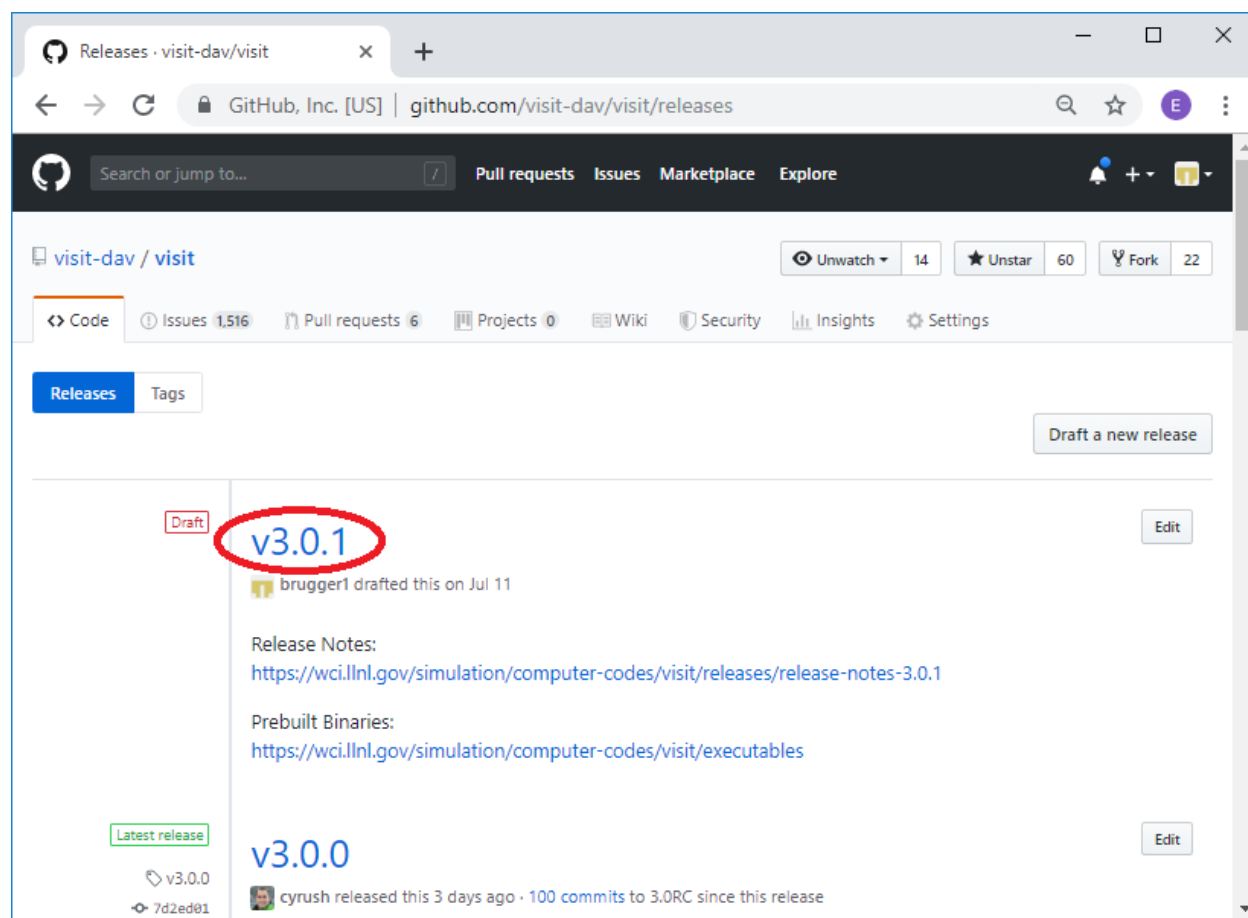 Releases · visit-dav/visit
GitHub, Inc. [US] | github.com/visit-dav/visit/releases
E
Search or jump to... /
Pull requests Issues Marketplace Explore
visit-dav / visit
Unwatch 14 Unstar 60 Fork 22
Code Issues 1,516 Pull requests 6 Projects 0 Wiki Security Insights Settings
Releases Tags
Draft a new release
Draft
v3.0.1
Edit
brugger1 drafted this on Jul 11
Release Notes:
https://wci.llnl.gov/simulation/computer-codes/visit/releases/release-notes-3.0.1
Prebuilt Binaries:
https://wci.llnl.gov/simulation/computer-codes/visit/executables
Latest release
v3.0.0
Edit
v3.0.0
cyrush released this 3 days ago · 100 commits to 3.0RC since this release
7d2ed01